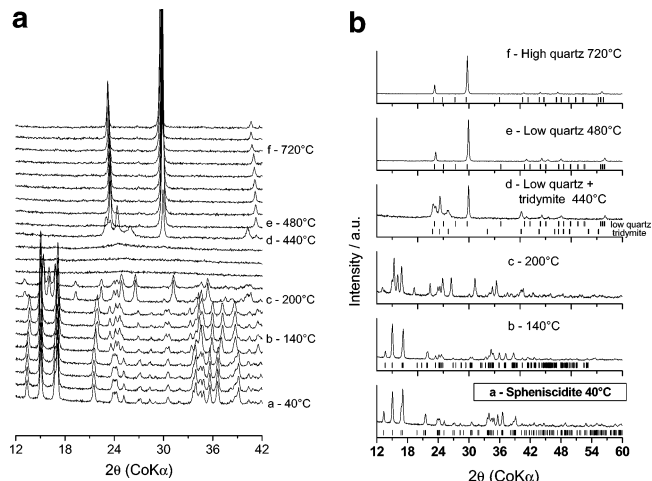 a
f - 720°C
e - 480°C
d - 440°C
c - 200°C
b - 140°C
a - 40°C
12 18 24 30 36 42
2θ (CoKα)
b
f - High quartz 720°C
e - Low quartz 480°C
d - Low quartz +
tridymite 440°C
low quartz
tridymite
c - 200°C
b - 140°C
a - Spheniscidite 40°C
Intensity / a.u.
12 18 24 30 36 42 48 54 60
2θ (CoKα)